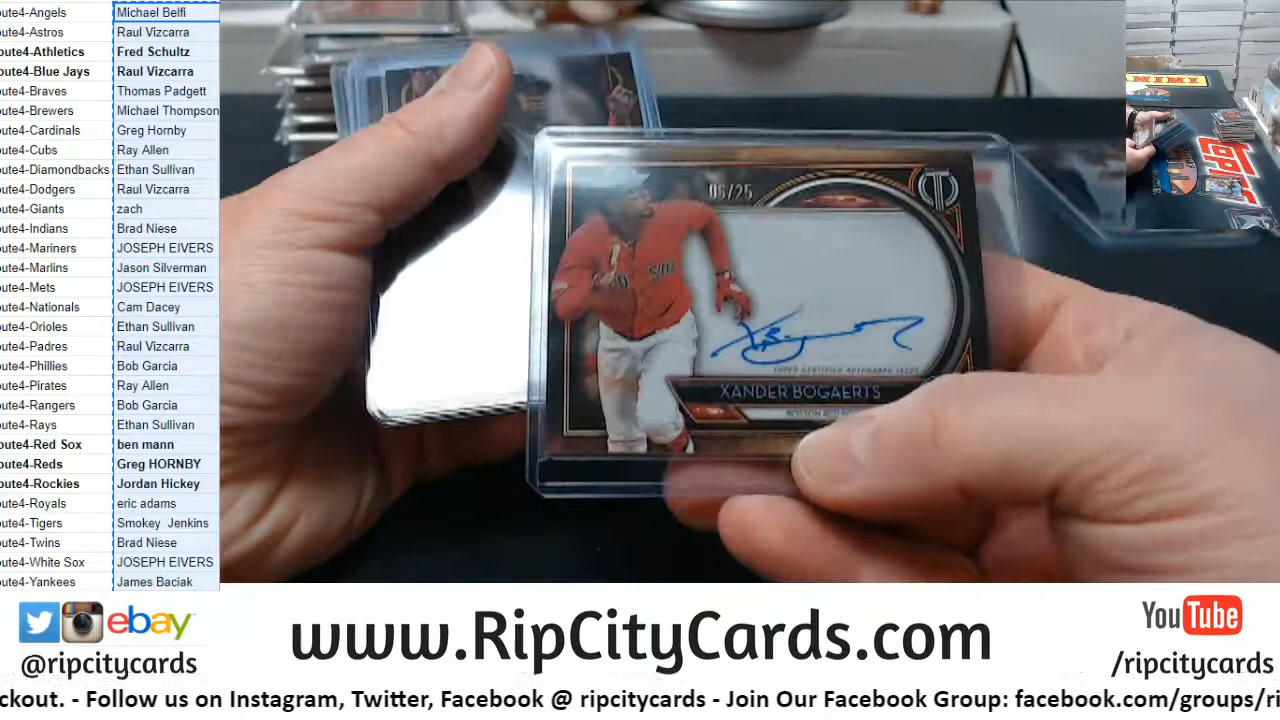 oute4-Angels Michael Belfi
oute4-Astros Raul Vizcarra
oute4-Athletics Fred Schultz
oute4-Blue Jays Raul Vizcarra
oute4-Braves Thomas Padgett
oute4-Brewers Michael Thompson
oute4-Cardinals Greg Hornby
oute4-Cubs Ray Allen
oute4-Diamondbacks Ethan Sullivan
oute4-Dodgers Raul Vizcarra
oute4-Giants zach
oute4-Indians Brad Niese
oute4-Mariners JOSEPH EIVERS
oute4-Marlins Jason Silverman
oute4-Mets JOSEPH EIVERS
oute4-Nationals Cam Dacey
oute4-Orioles Ethan Sullivan
oute4-Padres Raul Vizcarra
oute4-Phillies Bob Garcia
oute4-Pirates Ray Allen
oute4-Rangers Bob Garcia
oute4-Rays Ethan Sullivan
oute4-Red Sox ben mann
oute4-Reds Greg HORNBY
oute4-Rockies Jordan Hickey
oute4-Royals eric adams
oute4-Tigers Smokey Jenkins
oute4-Twins Brad Niese
oute4-White Sox JOSEPH EIVERS
oute4-Yankees James Baciak
06/25
TOPPS CERTIFIED AUTOGRAPH ISSUE
XANDER BOGAERTS
ebay
@ripcitycards
www.RipCityCards.com
YouTube
/ripcitycards
ckout. - Follow us on Instagram, Twitter, Facebook @ ripcitycards - Join Our Facebook Group: facebook.com/groups/ri